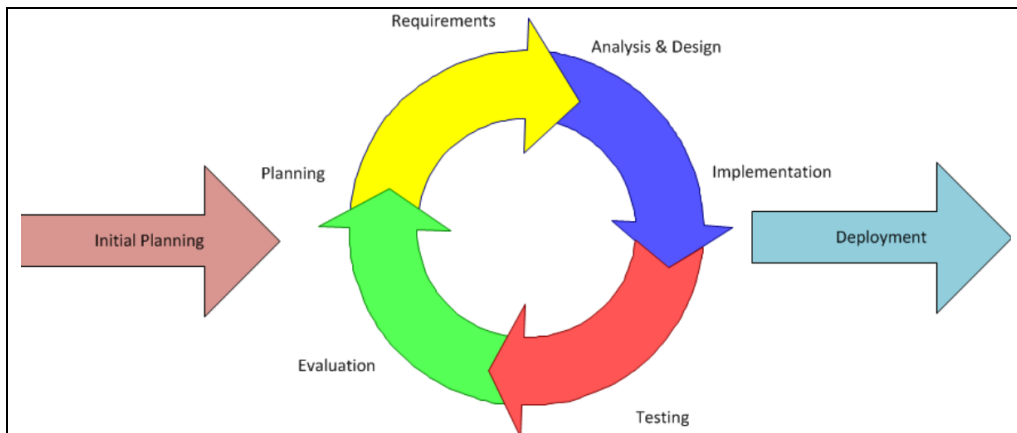 Requirements
Analysis & Design
Planning
Implementation
Initial Planning
Deployment
Evaluation
Testing